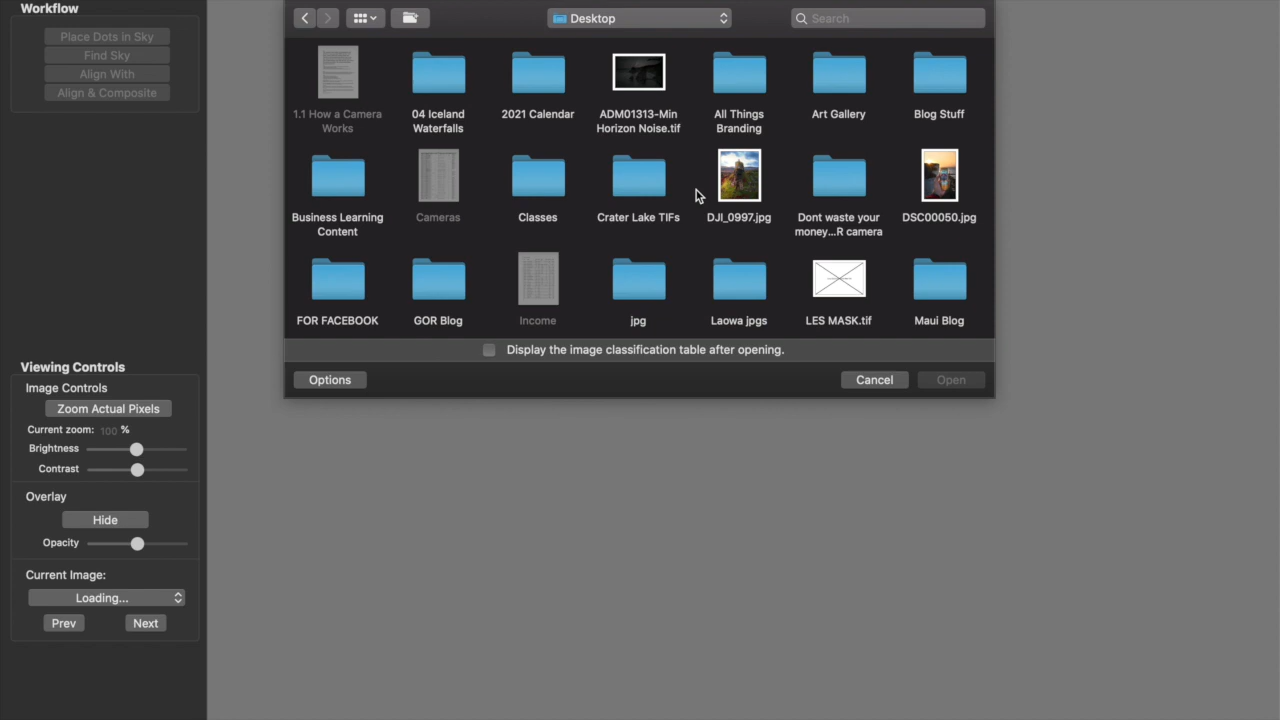 Workflow
Place Dots in Sky
Find Sky
Align With
Align & Composite
Desktop
Search
1.1 How a Camera
Works
04 Iceland
Waterfalls
2021 Calendar
ADM01313-Min
Horizon Noise.tif
All Things
Branding
Art Gallery
Blog Stuff
Business Learning
Content
Cameras
Classes
Crater Lake TIFs
DJI_0997.jpg
Dont waste your
money...R camera
DSC00050.jpg
FOR FACEBOOK
GOR Blog
Income
jpg
Laowa jpgs
LES MASK.tif
Maui Blog
Display the image classification table after opening.
Options
Cancel
Open
Viewing Controls
Image Controls
Zoom Actual Pixels
Current zoom: 100 %
Brightness
Contrast
Overlay
Hide
Opacity
Current Image:
Loading...
Prev
Next